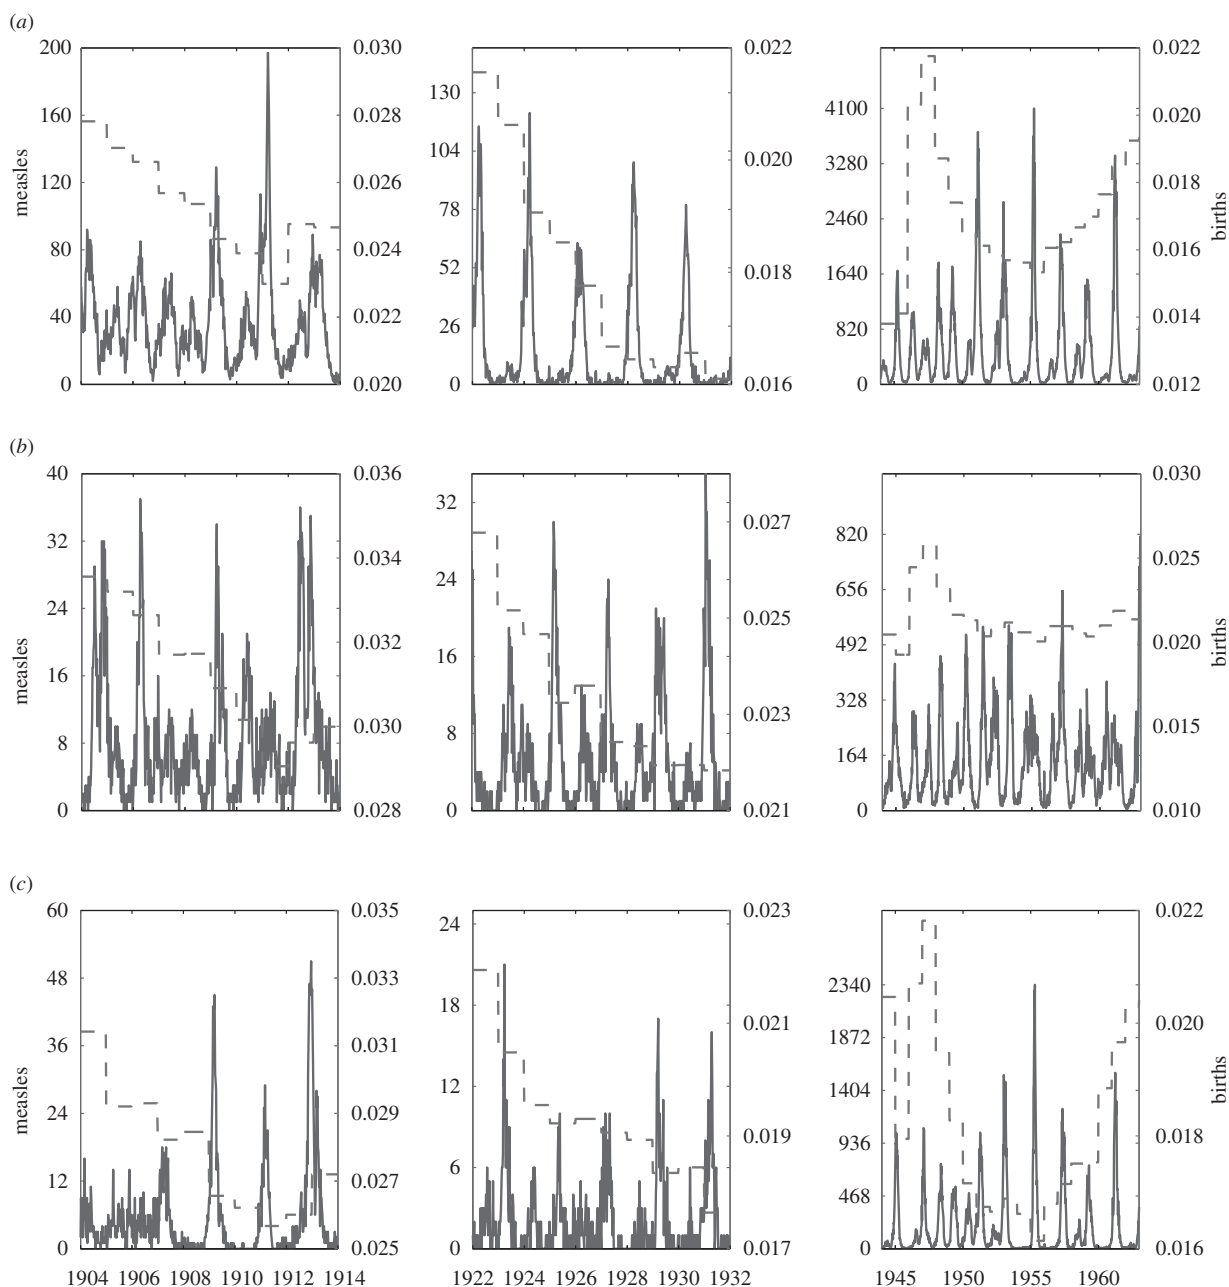 (a)
200 0.030 0.022 0.022
160 0.028 130 4100 0.020
measles 120 0.026 104 0.020 3280 0.018 births
80 0.024 78 2460 0.016
52 0.018 1640
40 0.022 26 820 0.014
0 0.020 0 0.016 0 0.012
(b)
40 0.036 0.030
32 0.034 32 0.027 820
measles 24 0.032 24 0.025 656 0.025 births
16 492 0.020
8 0.030 16 0.023 328 0.015
8 164
0 0.028 0 0.021 0 0.010
(c)
60 0.035 24 0.023 0.022
48 0.033 2340
measles 36 0.031 18 0.021 1872 0.020 births
24 0.029 12 1404
12 0.027 6 0.019 936 0.018
468
0 0.025 0 0.017 0 0.016
1904 1906 1908 1910 1912 1914 1922 1924 1926 1928 1930 1932 1945 1950 1955 1960